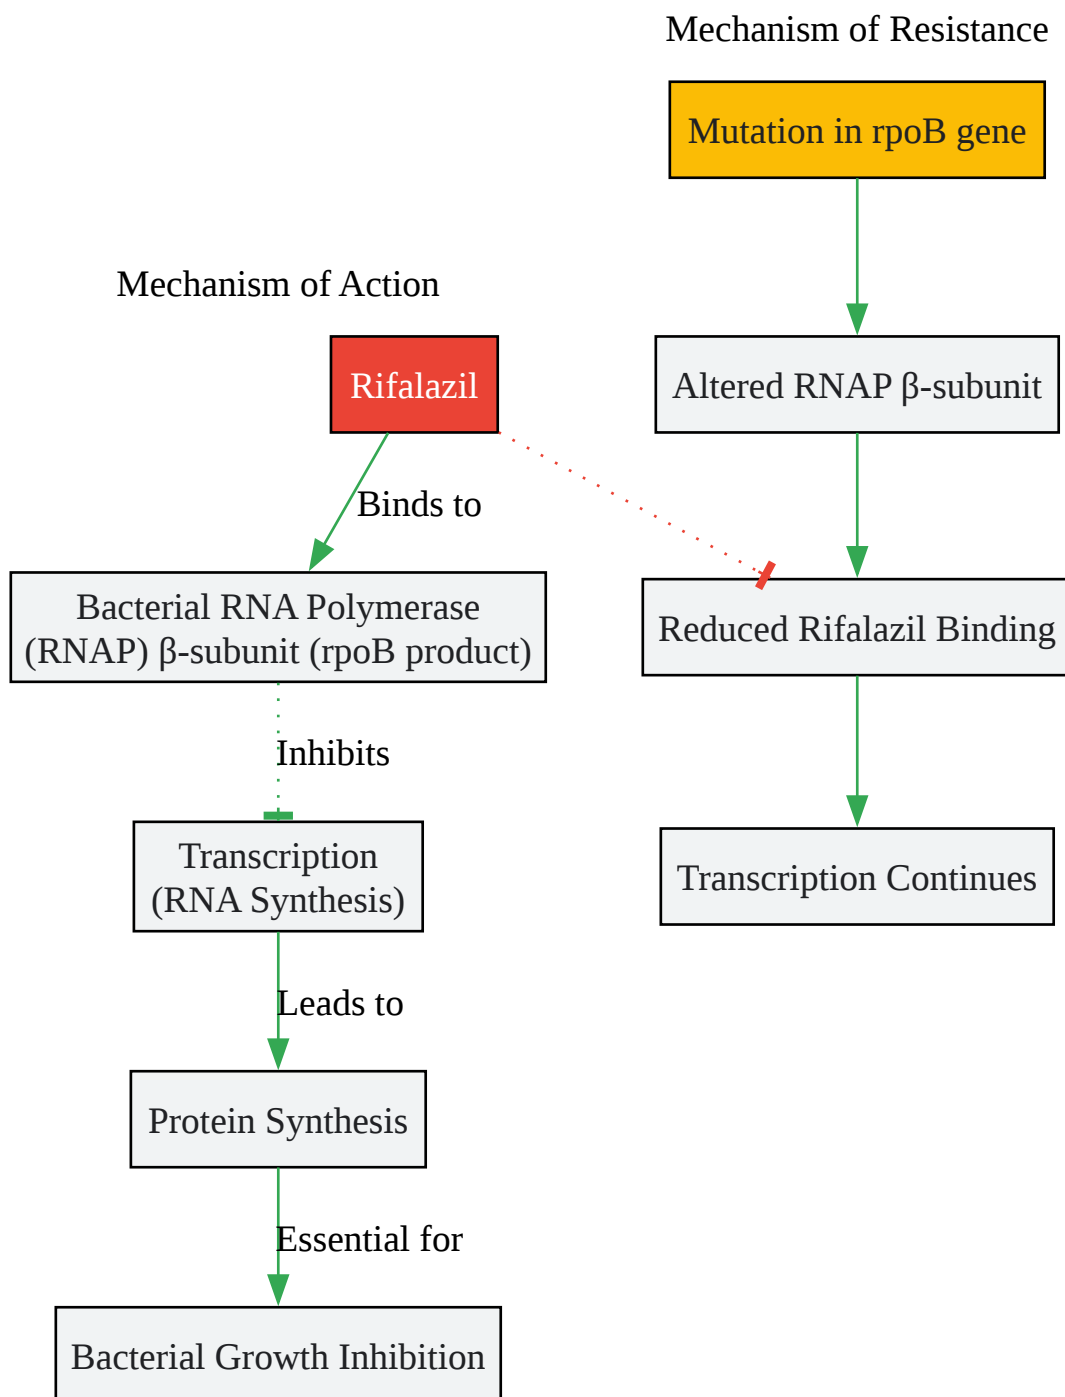 Mechanism of Resistance
Mutation in rpoB gene
Mechanism of Action
Rifalazil
Altered RNAP β-subunit
Binds to
Bacterial RNA Polymerase
(RNAP) β-subunit (rpoB product)
Reduced Rifalazil Binding
Inhibits
Transcription
(RNA Synthesis)
Transcription Continues
Leads to
Protein Synthesis
Essential for
Bacterial Growth Inhibition